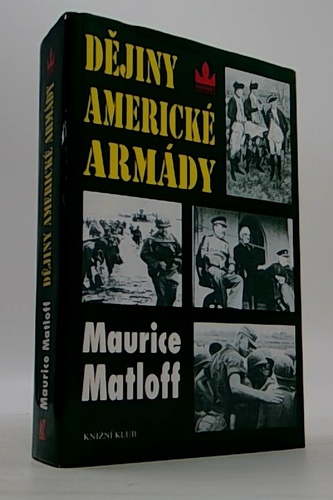 DĚJINY
AMERICKÉ
ARMÁDY
Maurice
Matloff
KNIŽNÍ KLUB
Maurice Matloff DĚJINY AMERICKÉ ARMÁDY